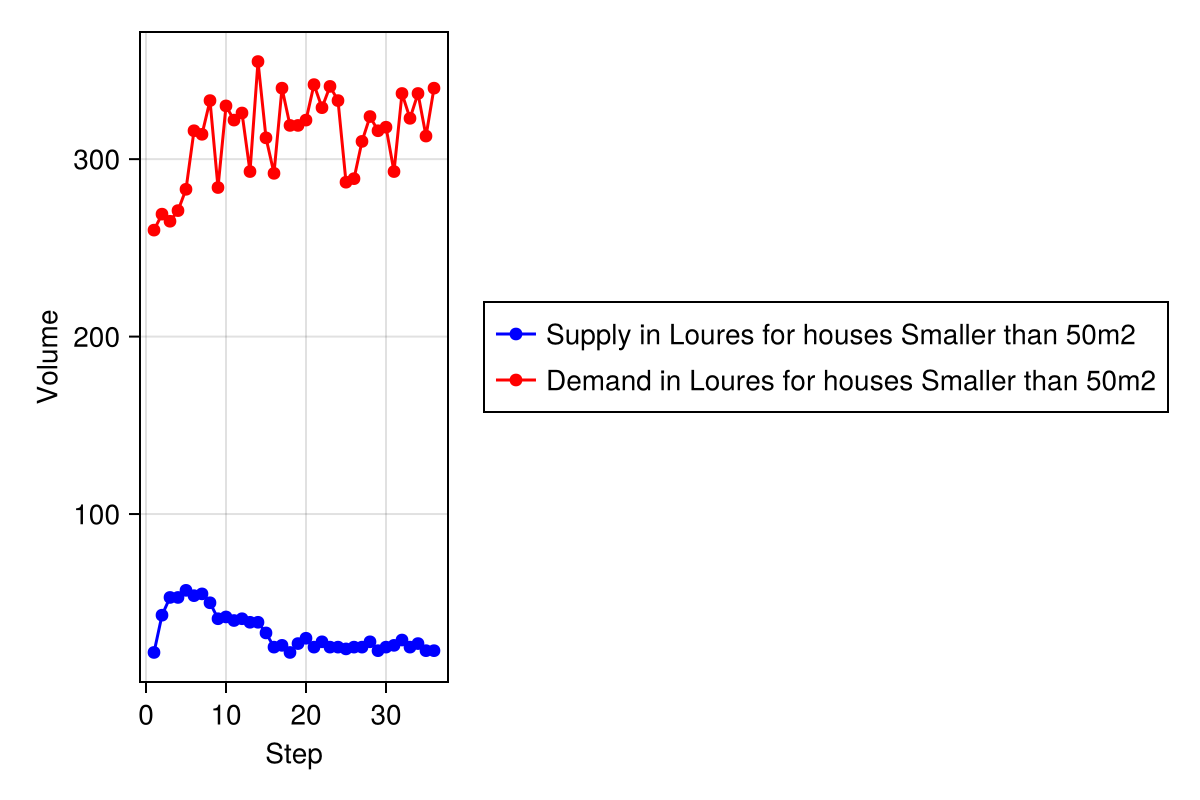 300
200
100
Volume
0 10 20 30
Step
Supply in Loures for houses Smaller than 50m2
Demand in Loures for houses Smaller than 50m2